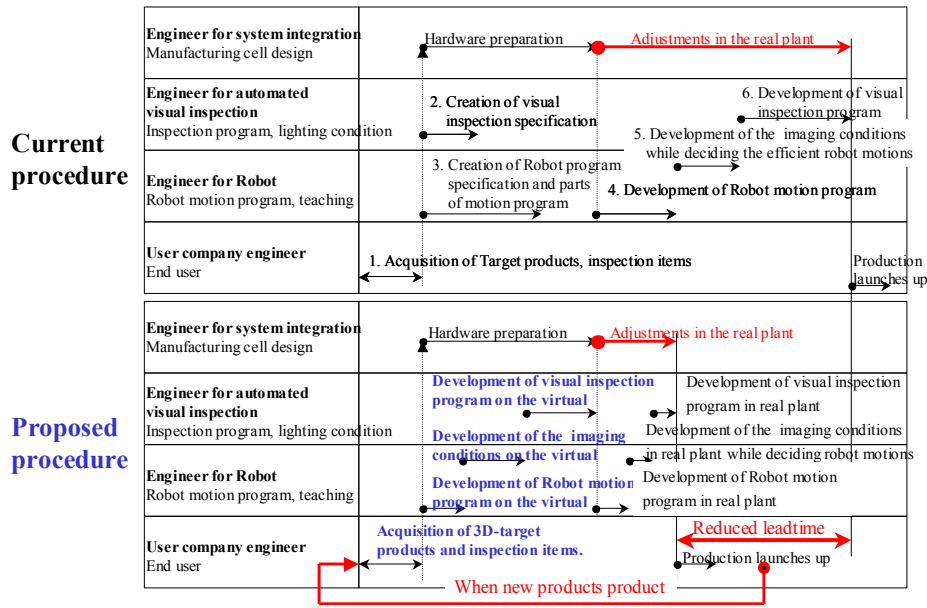 Current
procedure
Engineer for system integration
Manufacturing cell design
Hardware preparation
Adjustments in the real plant
Engineer for automated
visual inspection
Inspection program, lighting condition
2. Creation of visual
inspection specification
6. Development of visual
inspection program
5. Development of the imaging conditions
while deciding the efficient robot motions
Engineer for Robot
Robot motion program, teaching
3. Creation of Robot program
specification and parts
of motion program
4. Development of Robot motion program
User company engineer
End user
1. Acquisition of Target products, inspection items
Production
launches up
Proposed
procedure
Engineer for system integration
Manufacturing cell design
Hardware preparation
Adjustments in the real plant
Engineer for automated
visual inspection
Inspection program, lighting condition
Development of visual inspection
program on the virtual
Development of visual inspection
program in real plant
Development of the imaging
conditions on the virtual
Development of the imaging conditions
in real plant while deciding robot motions
Engineer for Robot
Robot motion program, teaching
Development of Robot motion
program on the virtual
Development of Robot motion
program in real plant
User company engineer
End user
Acquisition of 3D-target
products and inspection items.
Reduced leadtime
Production launches up
When new products product